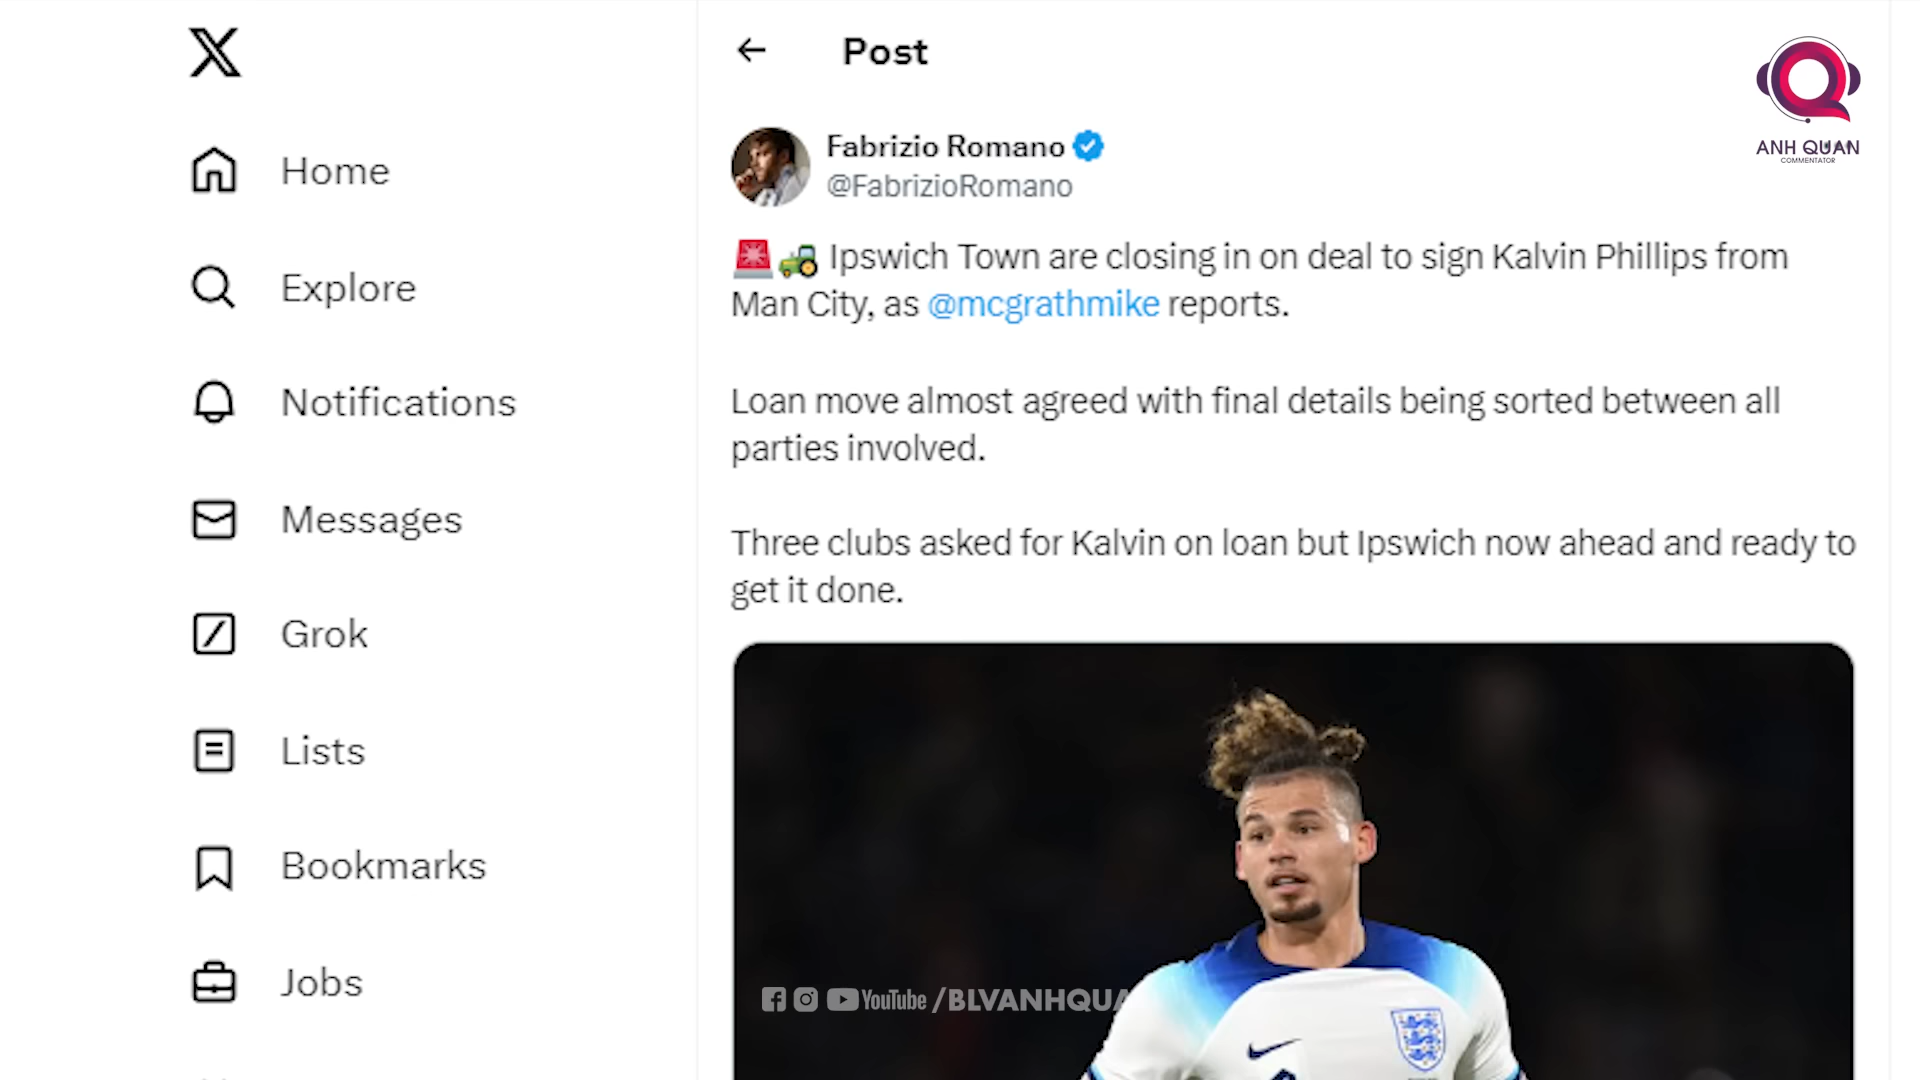 Post
Home
Explore
Notifications
Messages
Grok
Lists
Bookmarks
Jobs
Fabrizio Romano
@FabrizioRomano
🚨🚜 Ipswich Town are closing in on deal to sign Kalvin Phillips from
Man City, as @mcgrathmike reports.
Loan move almost agreed with final details being sorted between all
parties involved.
Three clubs asked for Kalvin on loan but Ipswich now ahead and ready to
get it done.
ANH QUAN
COMMENTATOR
YouTube /BLVANHQUA